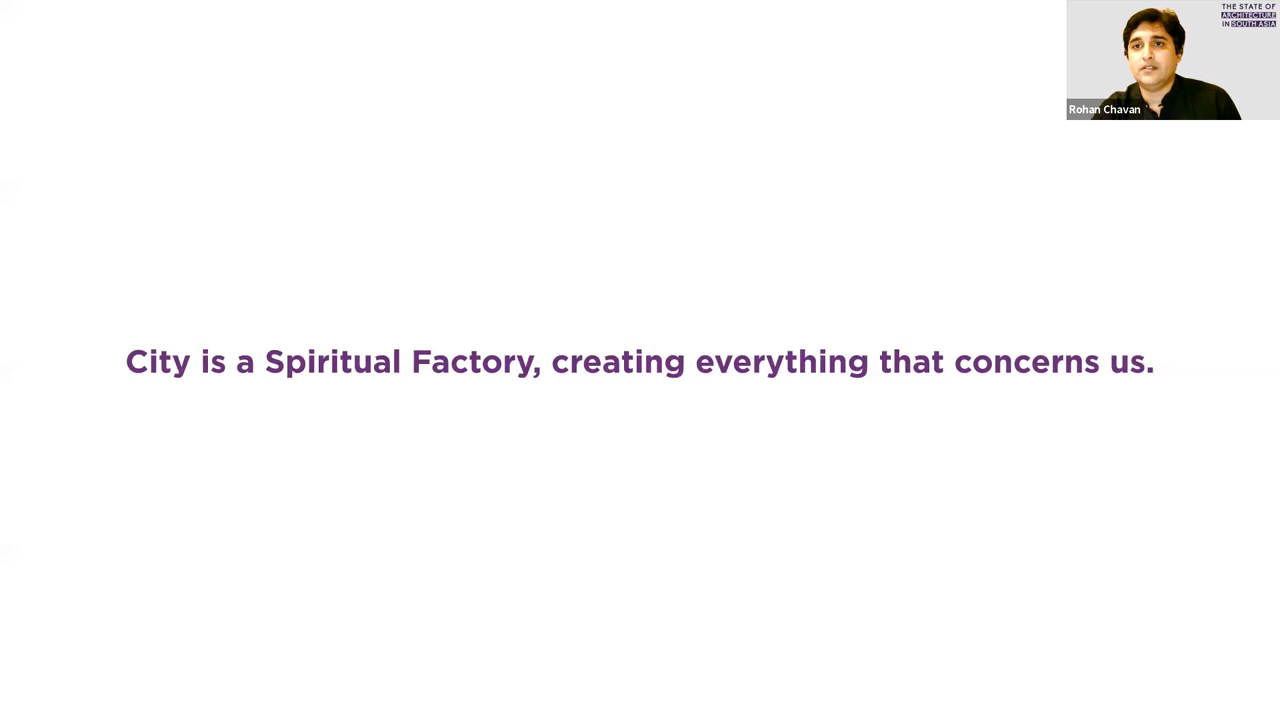 THE STATE OF
ARCHITECTURE
IN SOUTH ASIA
Rohan Chavan
City is a Spiritual Factory, creating everything that concerns us.